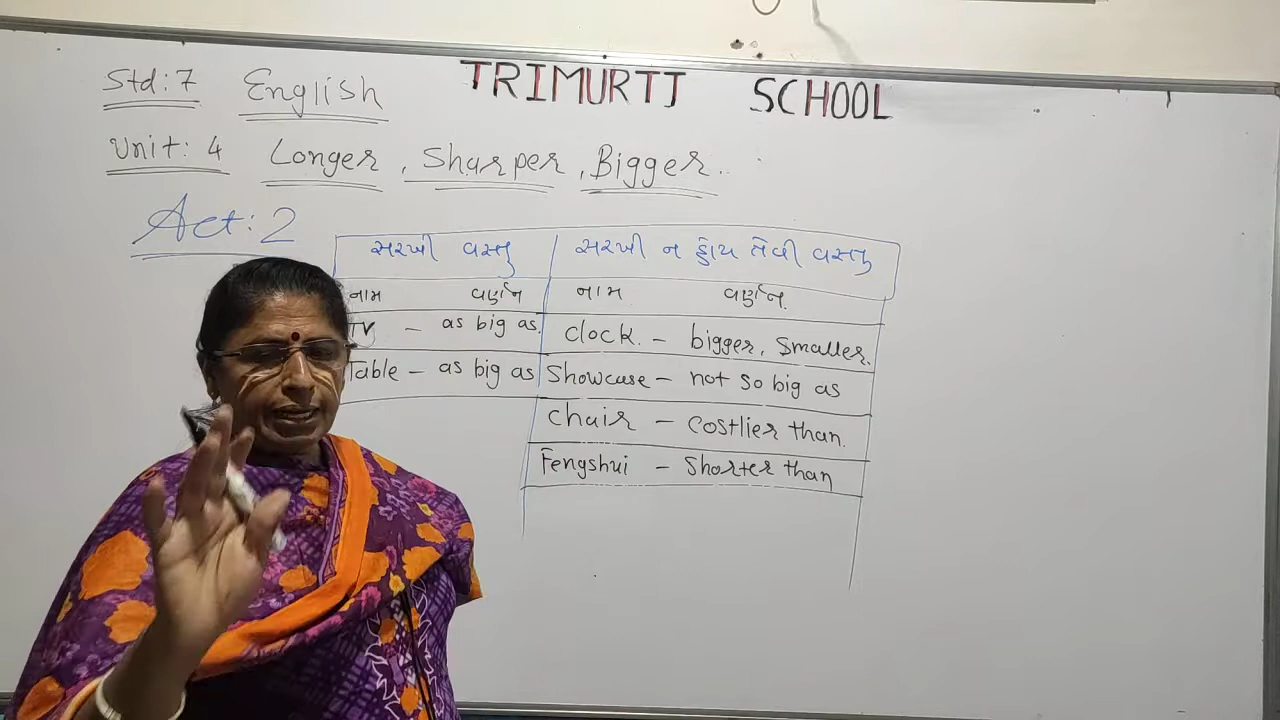 TRIMURTI SCHOOL
Std: 7 English
Unit: 4 Longer, Sharper, Bigger.
Act: 2
સરખી વસ્તુ સરખી ન હોય તેવી વસ્તુ
નામ વર્ણન નામ વર્ણન.
TV - as big as. Clock. - bigger, Smaller.
Table - as big as Showcase - not so big as
chair - Costlier than.
Fengshui - Shorter than